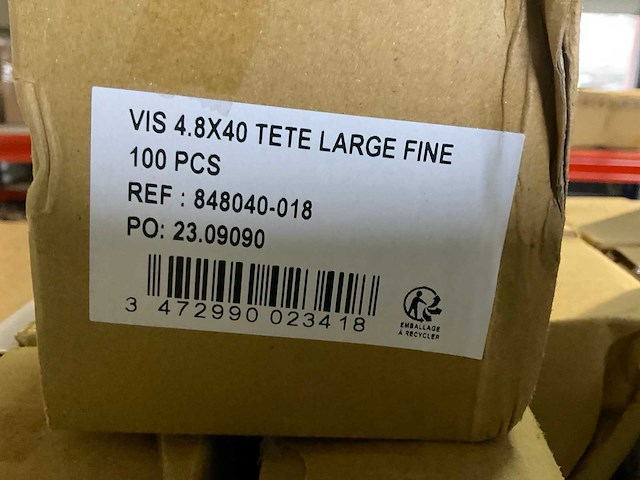 VIS 4.8X40 TETE LARGE FINE
100 PCS
REF : 848040-018
PO: 23.09090
3 472990 023418
EMBALLAGE
À RECYCLER